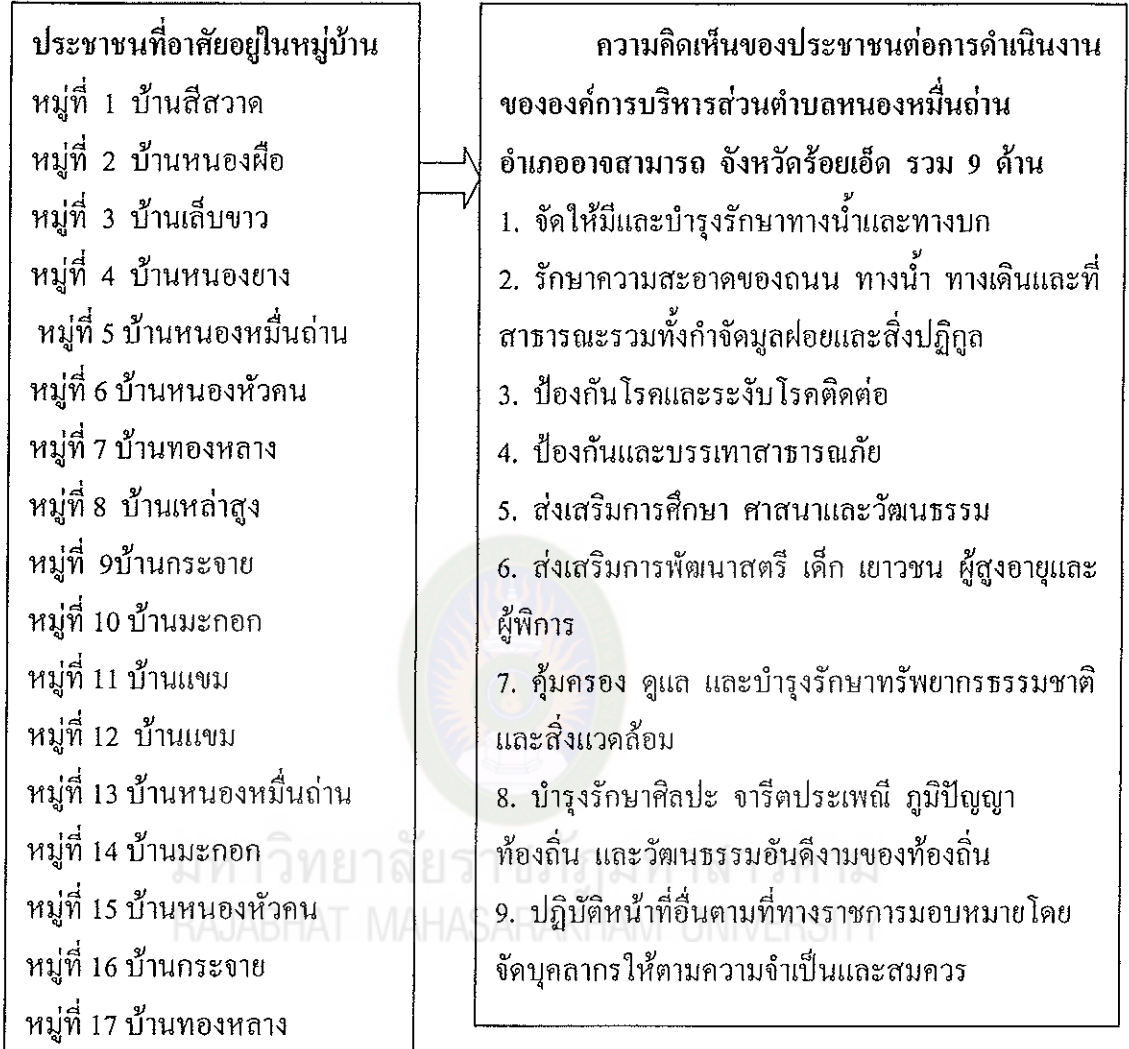 ประชาชนที่อาศัยอยู่ในหมู่บ้าน
หมู่ที่ 1 บ้านสีสวาด
หมู่ที่ 2 บ้านหนองผือ
หมู่ที่ 3 บ้านเล็บขาว
หมู่ที่ 4 บ้านหนองยาง
หมู่ที่ 5 บ้านหนองหมื่นถ่าน
หมู่ที่ 6 บ้านหนองหัวคน
หมู่ที่ 7 บ้านทองหลาง
หมู่ที่ 8 บ้านเหล่าสูง
หมู่ที่ 9บ้านกระจาย
หมู่ที่ 10 บ้านมะกอก
หมู่ที่ 11 บ้านแขม
หมู่ที่ 12 บ้านแขม
หมู่ที่ 13 บ้านหนองหมื่นถ่าน
หมู่ที่ 14 บ้านมะกอก
หมู่ที่ 15 บ้านหนองหัวคน
หมู่ที่ 16 บ้านกระจาย
หมู่ที่ 17 บ้านทองหลาง
ความคิดเห็นของประชาชนต่อการดำเนินงาน
ขององค์การบริหารส่วนตำบลหนองหมื่นถ่าน
อำเภออาจสามารถ จังหวัดร้อยเอ็ด รวม 9 ด้าน
1. จัดให้มีและบำรุงรักษาทางน้ำและทางบก
2. รักษาความสะอาดของถนน ทางน้ำ ทางเดินและที่
สาธารณะรวมทั้งกำจัดมูลฝอยและสิ่งปฏิกูล
3. ป้องกันโรคและระงับโรคติดต่อ
4. ป้องกันและบรรเทาสาธารณภัย
5. ส่งเสริมการศึกษา ศาสนาและวัฒนธรรม
6. ส่งเสริมการพัฒนาสตรี เด็ก เยาวชน ผู้สูงอายุและ
ผู้พิการ
7. คุ้มครอง ดูแล และบำรุงรักษาทรัพยากรธรรมชาติ
และสิ่งแวดล้อม
8. บำรุงรักษาศิลปะ จารีตประเพณี ภูมิปัญญา
ท้องถิ่น และวัฒนธรรมอันดีงามของท้องถิ่น
9. ปฏิบัติหน้าที่อื่นตามที่ทางราชการมอบหมายโดย
จัดบุคลากรให้ตามความจำเป็นและสมควร
มหาวิทยาลัยราชภัฏมหาสารคาม
RAJABHAT MAHASARAKHAM UNIVERSITY